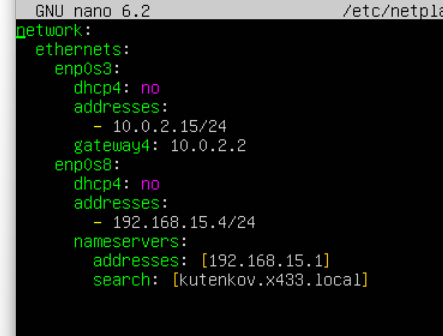 GNU nano 6.2 /etc/netpla
network:
  ethernets:
    enp0s3:
      dhcp4: no
      addresses:
        - 10.0.2.15/24
      gateway4: 10.0.2.2
    enp0s8:
      dhcp4: no
      addresses:
        - 192.168.15.4/24
      nameservers:
        addresses: [192.168.15.1]
        search: [kutenkov.x433.local]